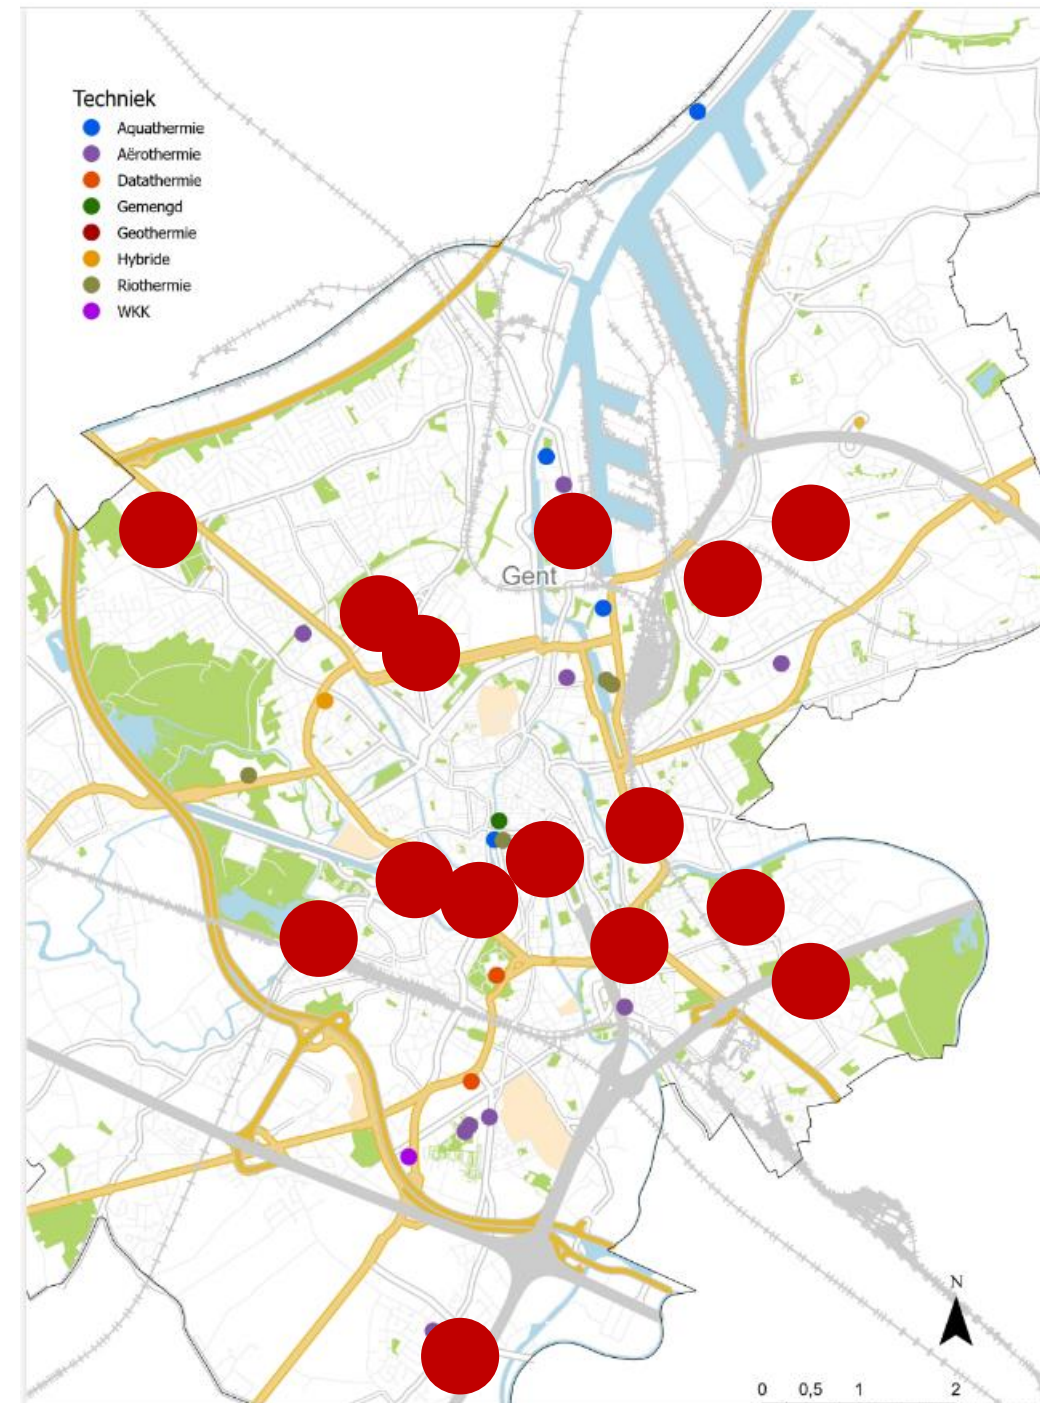 Techniek
Aquathermie
Aërothermie
Datathermie
Gemengd
Geothermie
Hybride
Riothermie
WKK
Gent
N
0 0,5 1 2